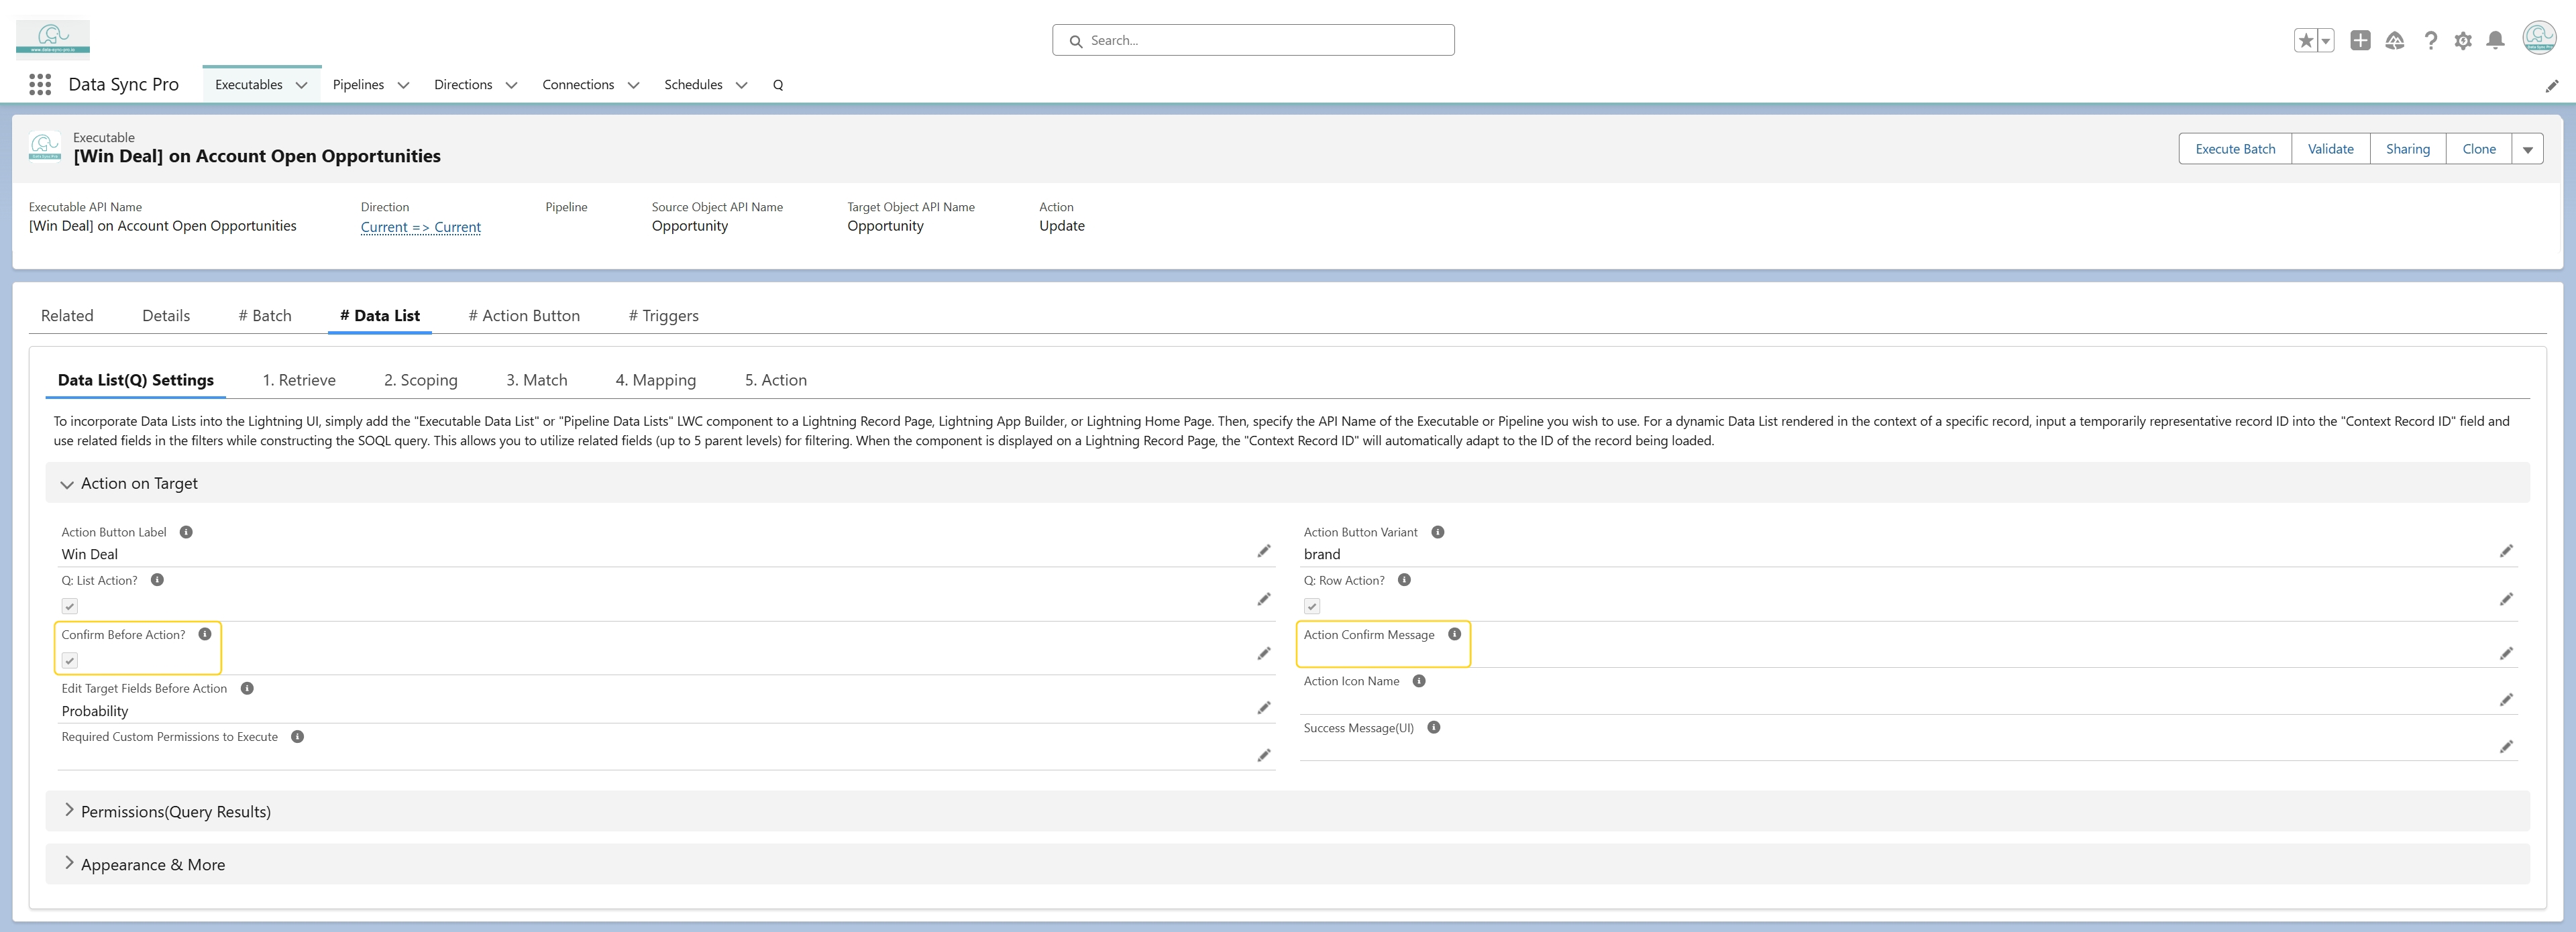 www.data-sync-pro.io
Search...
Data Sync Pro
Executables
Pipelines
Directions
Connections
Schedules
Q
Executable
[Win Deal] on Account Open Opportunities
Execute Batch
Validate
Sharing
Clone
Executable API Name
Direction
Pipeline
Source Object API Name
Target Object API Name
Action
[Win Deal] on Account Open Opportunities
Current => Current
Opportunity
Opportunity
Update
Related
Details
# Batch
# Data List
# Action Button
# Triggers
Data List(Q) Settings
1. Retrieve
2. Scoping
3. Match
4. Mapping
5. Action
To incorporate Data Lists into the Lightning UI, simply add the "Executable Data List" or "Pipeline Data Lists" LWC component to a Lightning Record Page, Lightning App Builder, or Lightning Home Page. Then, specify the API Name of the Executable or Pipeline you wish to use. For a dynamic Data List rendered in the context of a specific record, input a temporarily representative record ID into the "Context Record ID" field and
use related fields in the filters while constructing the SOQL query. This allows you to utilize related fields (up to 5 parent levels) for filtering. When the component is displayed on a Lightning Record Page, the "Context Record ID" will automatically adapt to the ID of the record being loaded.
Action on Target
Action Button Label
Win Deal
Action Button Variant
brand
Q: List Action?
Q: Row Action?
Confirm Before Action?
Action Confirm Message
Edit Target Fields Before Action
Probability
Action Icon Name
Required Custom Permissions to Execute
Success Message(UI)
Permissions(Query Results)
Appearance & More